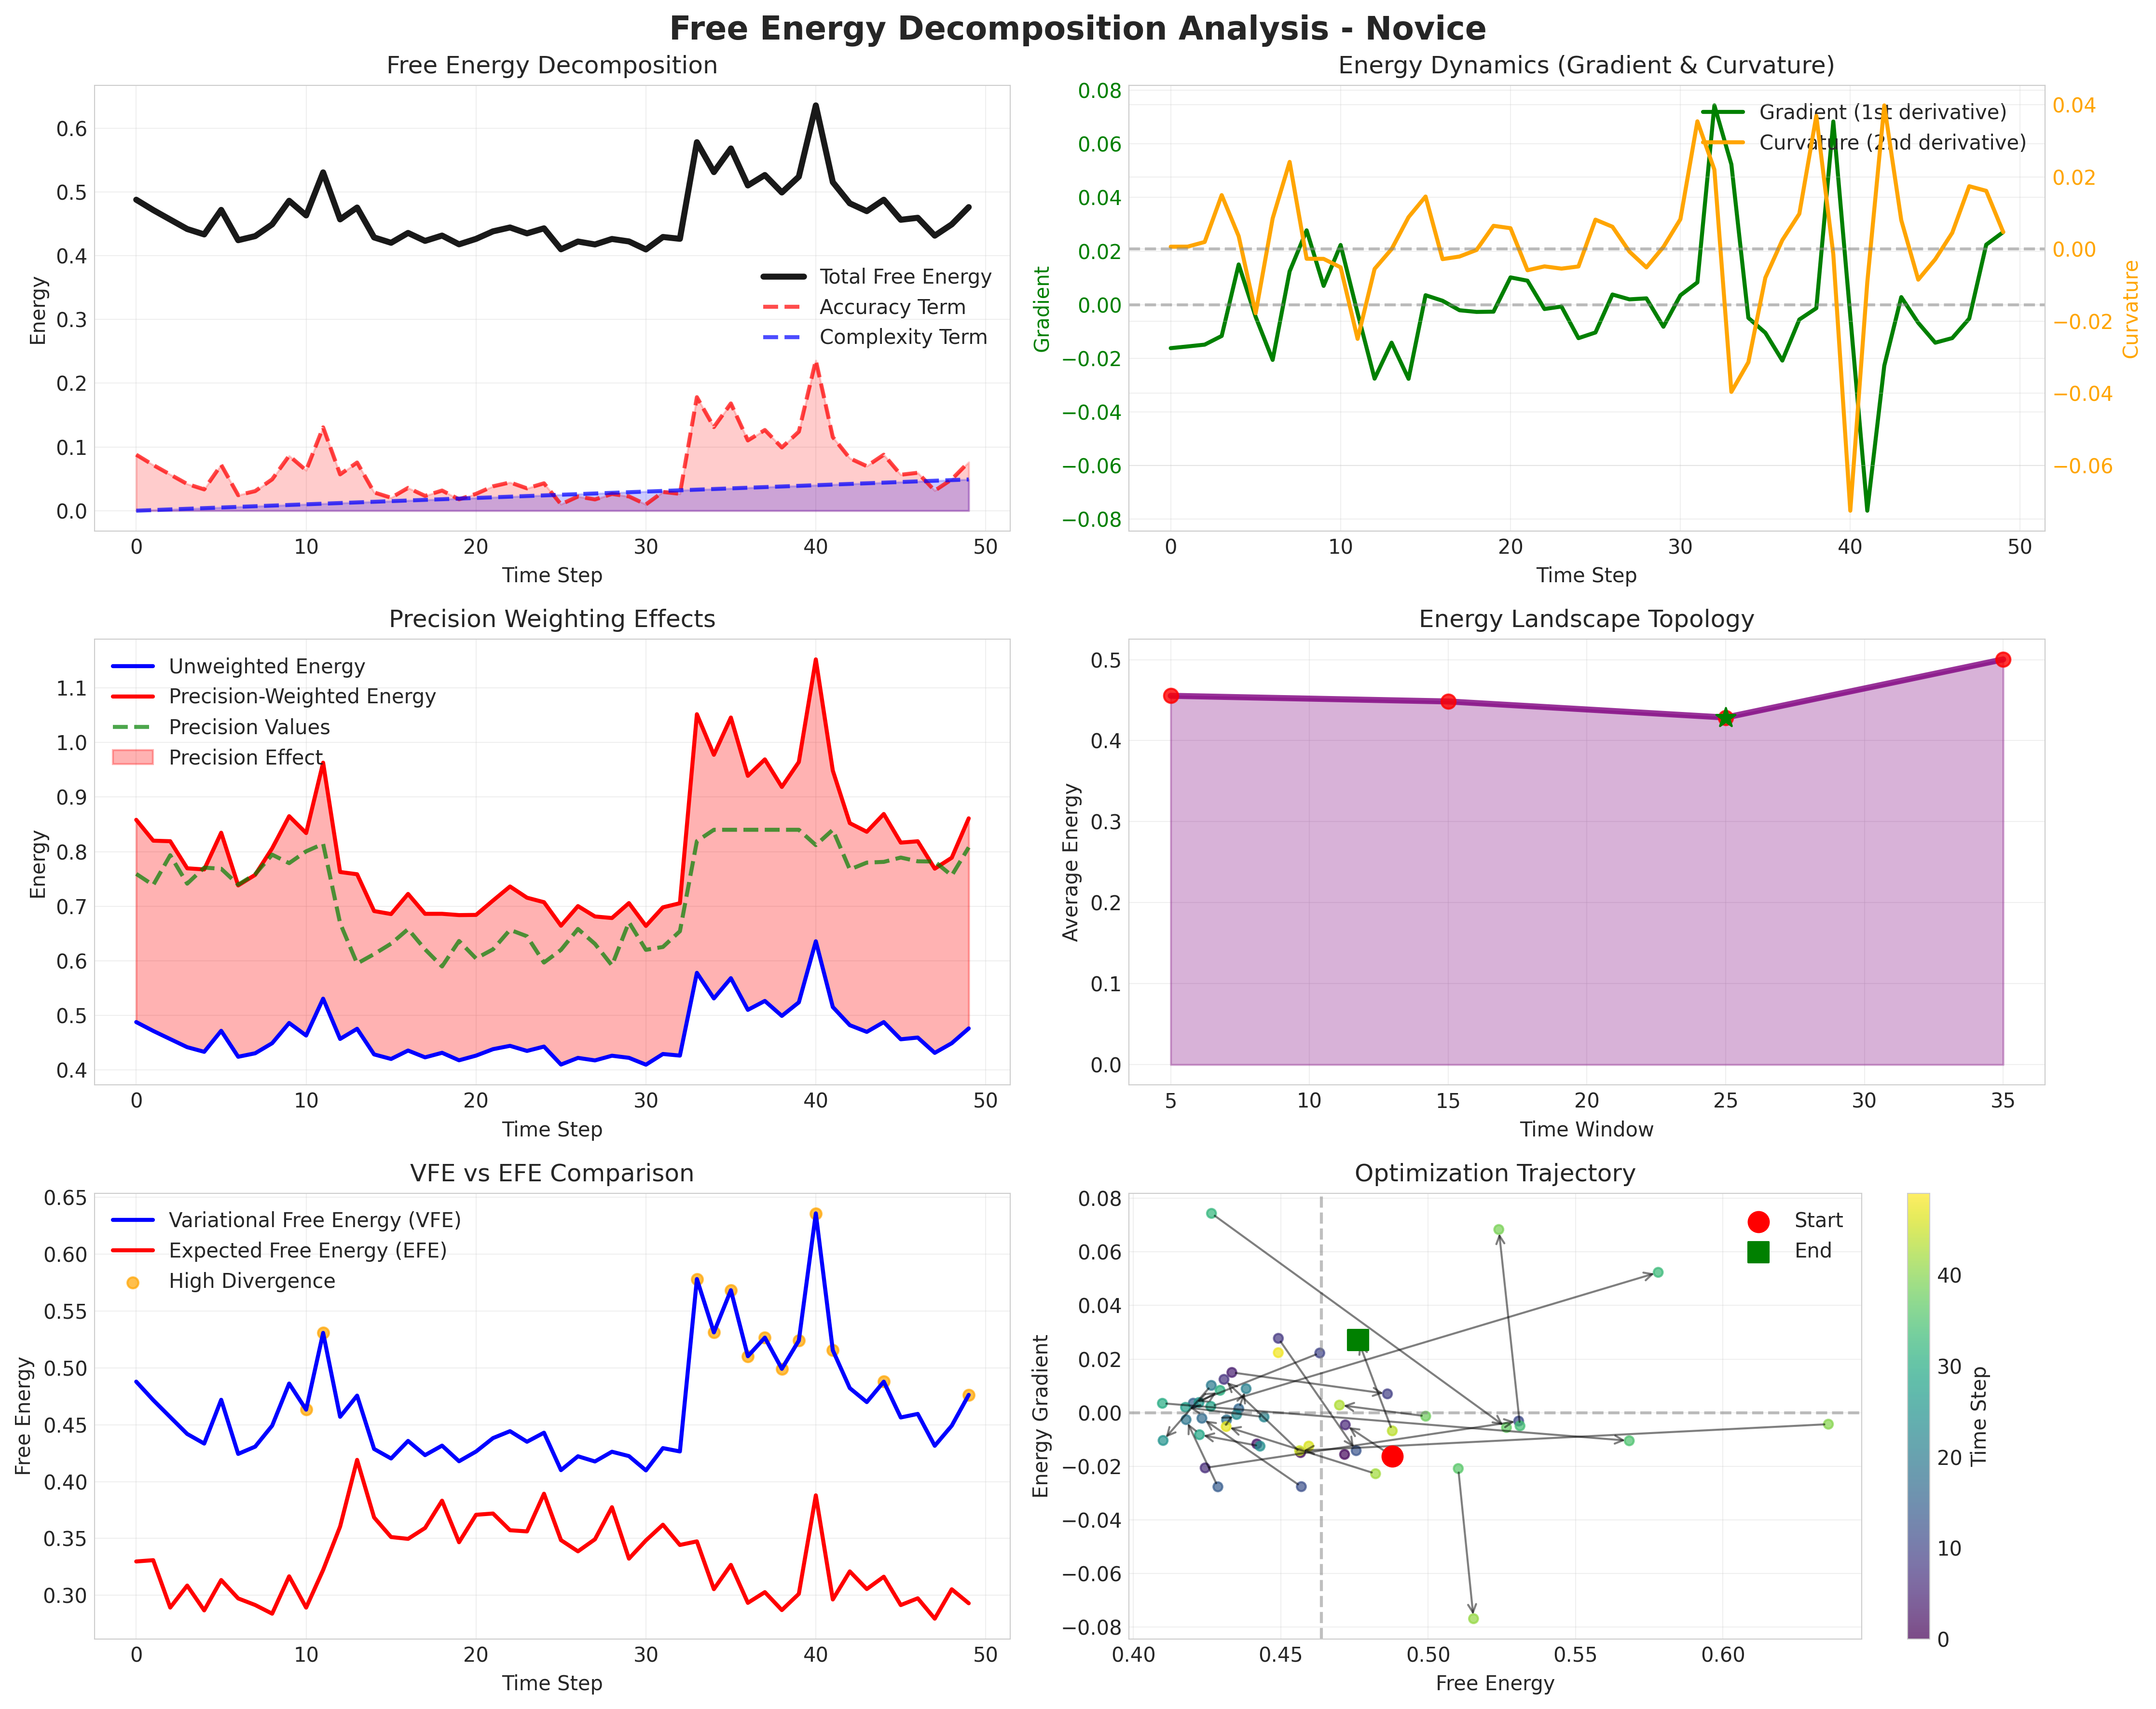 Free Energy Decomposition Analysis - Novice
Free Energy Decomposition
Energy
0.6
0.5
0.4
0.3
0.2
0.1
0.0
Total Free Energy
Accuracy Term
Complexity Term
0 10 20 30 40 50
Time Step
Energy Dynamics (Gradient & Curvature)
Gradient
0.08
0.06
0.04
0.02
0.00
−0.02
−0.04
−0.06
−0.08
Gradient (1st derivative)
Curvature (2nd derivative)
0.04
0.02
0.00
−0.02
−0.04
−0.06
Curvature
0 10 20 30 40 50
Time Step
Precision Weighting Effects
Energy
1.1
1.0
0.9
0.8
0.7
0.6
0.5
0.4
Unweighted Energy
Precision-Weighted Energy
Precision Values
Precision Effect
0 10 20 30 40 50
Time Step
Energy Landscape Topology
Average Energy
0.5
0.4
0.3
0.2
0.1
0.0
5 10 15 20 25 30 35
Time Window
VFE vs EFE Comparison
Free Energy
0.65
0.60
0.55
0.50
0.45
0.40
0.35
0.30
Variational Free Energy (VFE)
Expected Free Energy (EFE)
High Divergence
0 10 20 30 40 50
Time Step
Optimization Trajectory
Energy Gradient
0.08
0.06
0.04
0.02
0.00
−0.02
−0.04
−0.06
−0.08
Start
End
0.40 0.45 0.50 0.55 0.60
Free Energy
40
30
20
10
0
Time Step